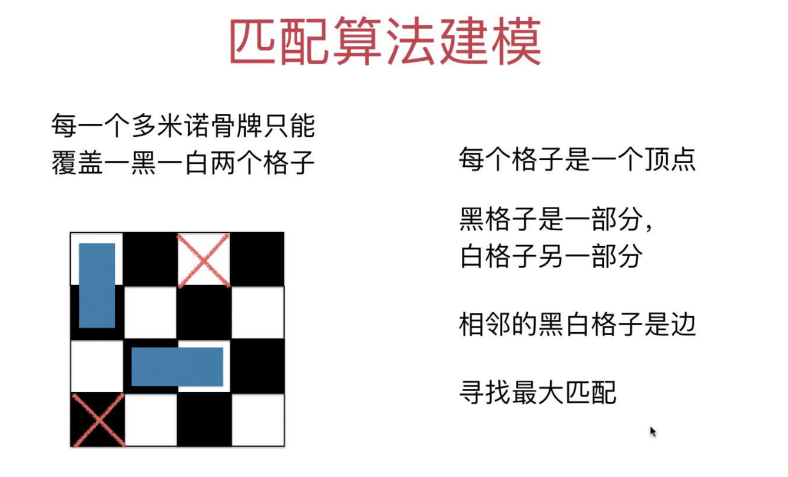 匹配算法建模
每一个多米诺骨牌只能
覆盖一黑一白两个格子
每个格子是一个顶点
黑格子是一部分，
白格子另一部分
相邻的黑白格子是边
寻找最大匹配